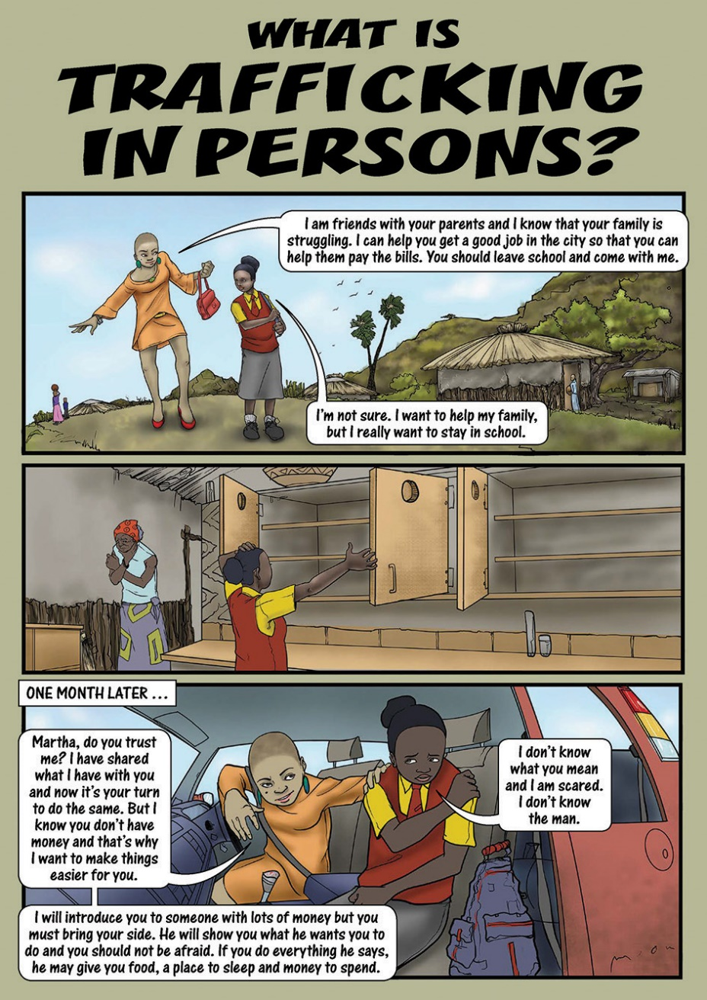 WHAT IS
TRAFFICKING
IN PERSONS?
I am friends with your parents and I know that your family is
struggling. I can help you get a good job in the city so that you can
help them pay the bills. You should leave school and come with me.
I'm not sure. I want to help my family,
but I really want to stay in school.
ONE MONTH LATER ...
Martha, do you trust
me? I have shared
what I have with you
and now it's your turn
to do the same. But I
know you don't have
money and that's why
I want to make things
easier for you.
I don't know
what you mean
and I am scared.
I don't know
the man.
I will introduce you to someone with lots of money but you
must bring your side. He will show you what he wants you to
do and you should not be afraid. If you do everything he says,
he may give you food, a place to sleep and money to spend.